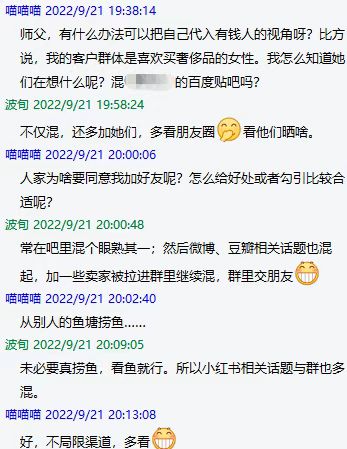 喵喵喵 2022/9/21 19:38:14
师父，有什么办法可以把自己代入有钱人的视角呀？比方
说，我的客户群体是喜欢买奢侈品的女性。我怎么知道她
们在想什么呢？混
的百度贴吧吗？
波旬 2022/9/21 19:58:24
不仅混，还多加她们，多看朋友圈
看他们晒啥。
喵喵喵 2022/9/21 20:00:06
人家为啥要同意我加好友呢？怎么给好处或者勾引比较合
适呢？
波旬 2022/9/21 20:00:48
常在吧里混个眼熟其一；然后微博、豆瓣相关话题也混
起，加一些卖家被拉进群里继续混，群里交朋友
喵喵喵 2022/9/21 20:02:40
从别人的鱼塘捞鱼......
波旬 2022/9/21 20:09:05
未必要真捞鱼，看鱼就行。所以小红书相关话题与群也多
混。
喵喵喵 2022/9/21 20:13:08
好，不局限渠道，多看